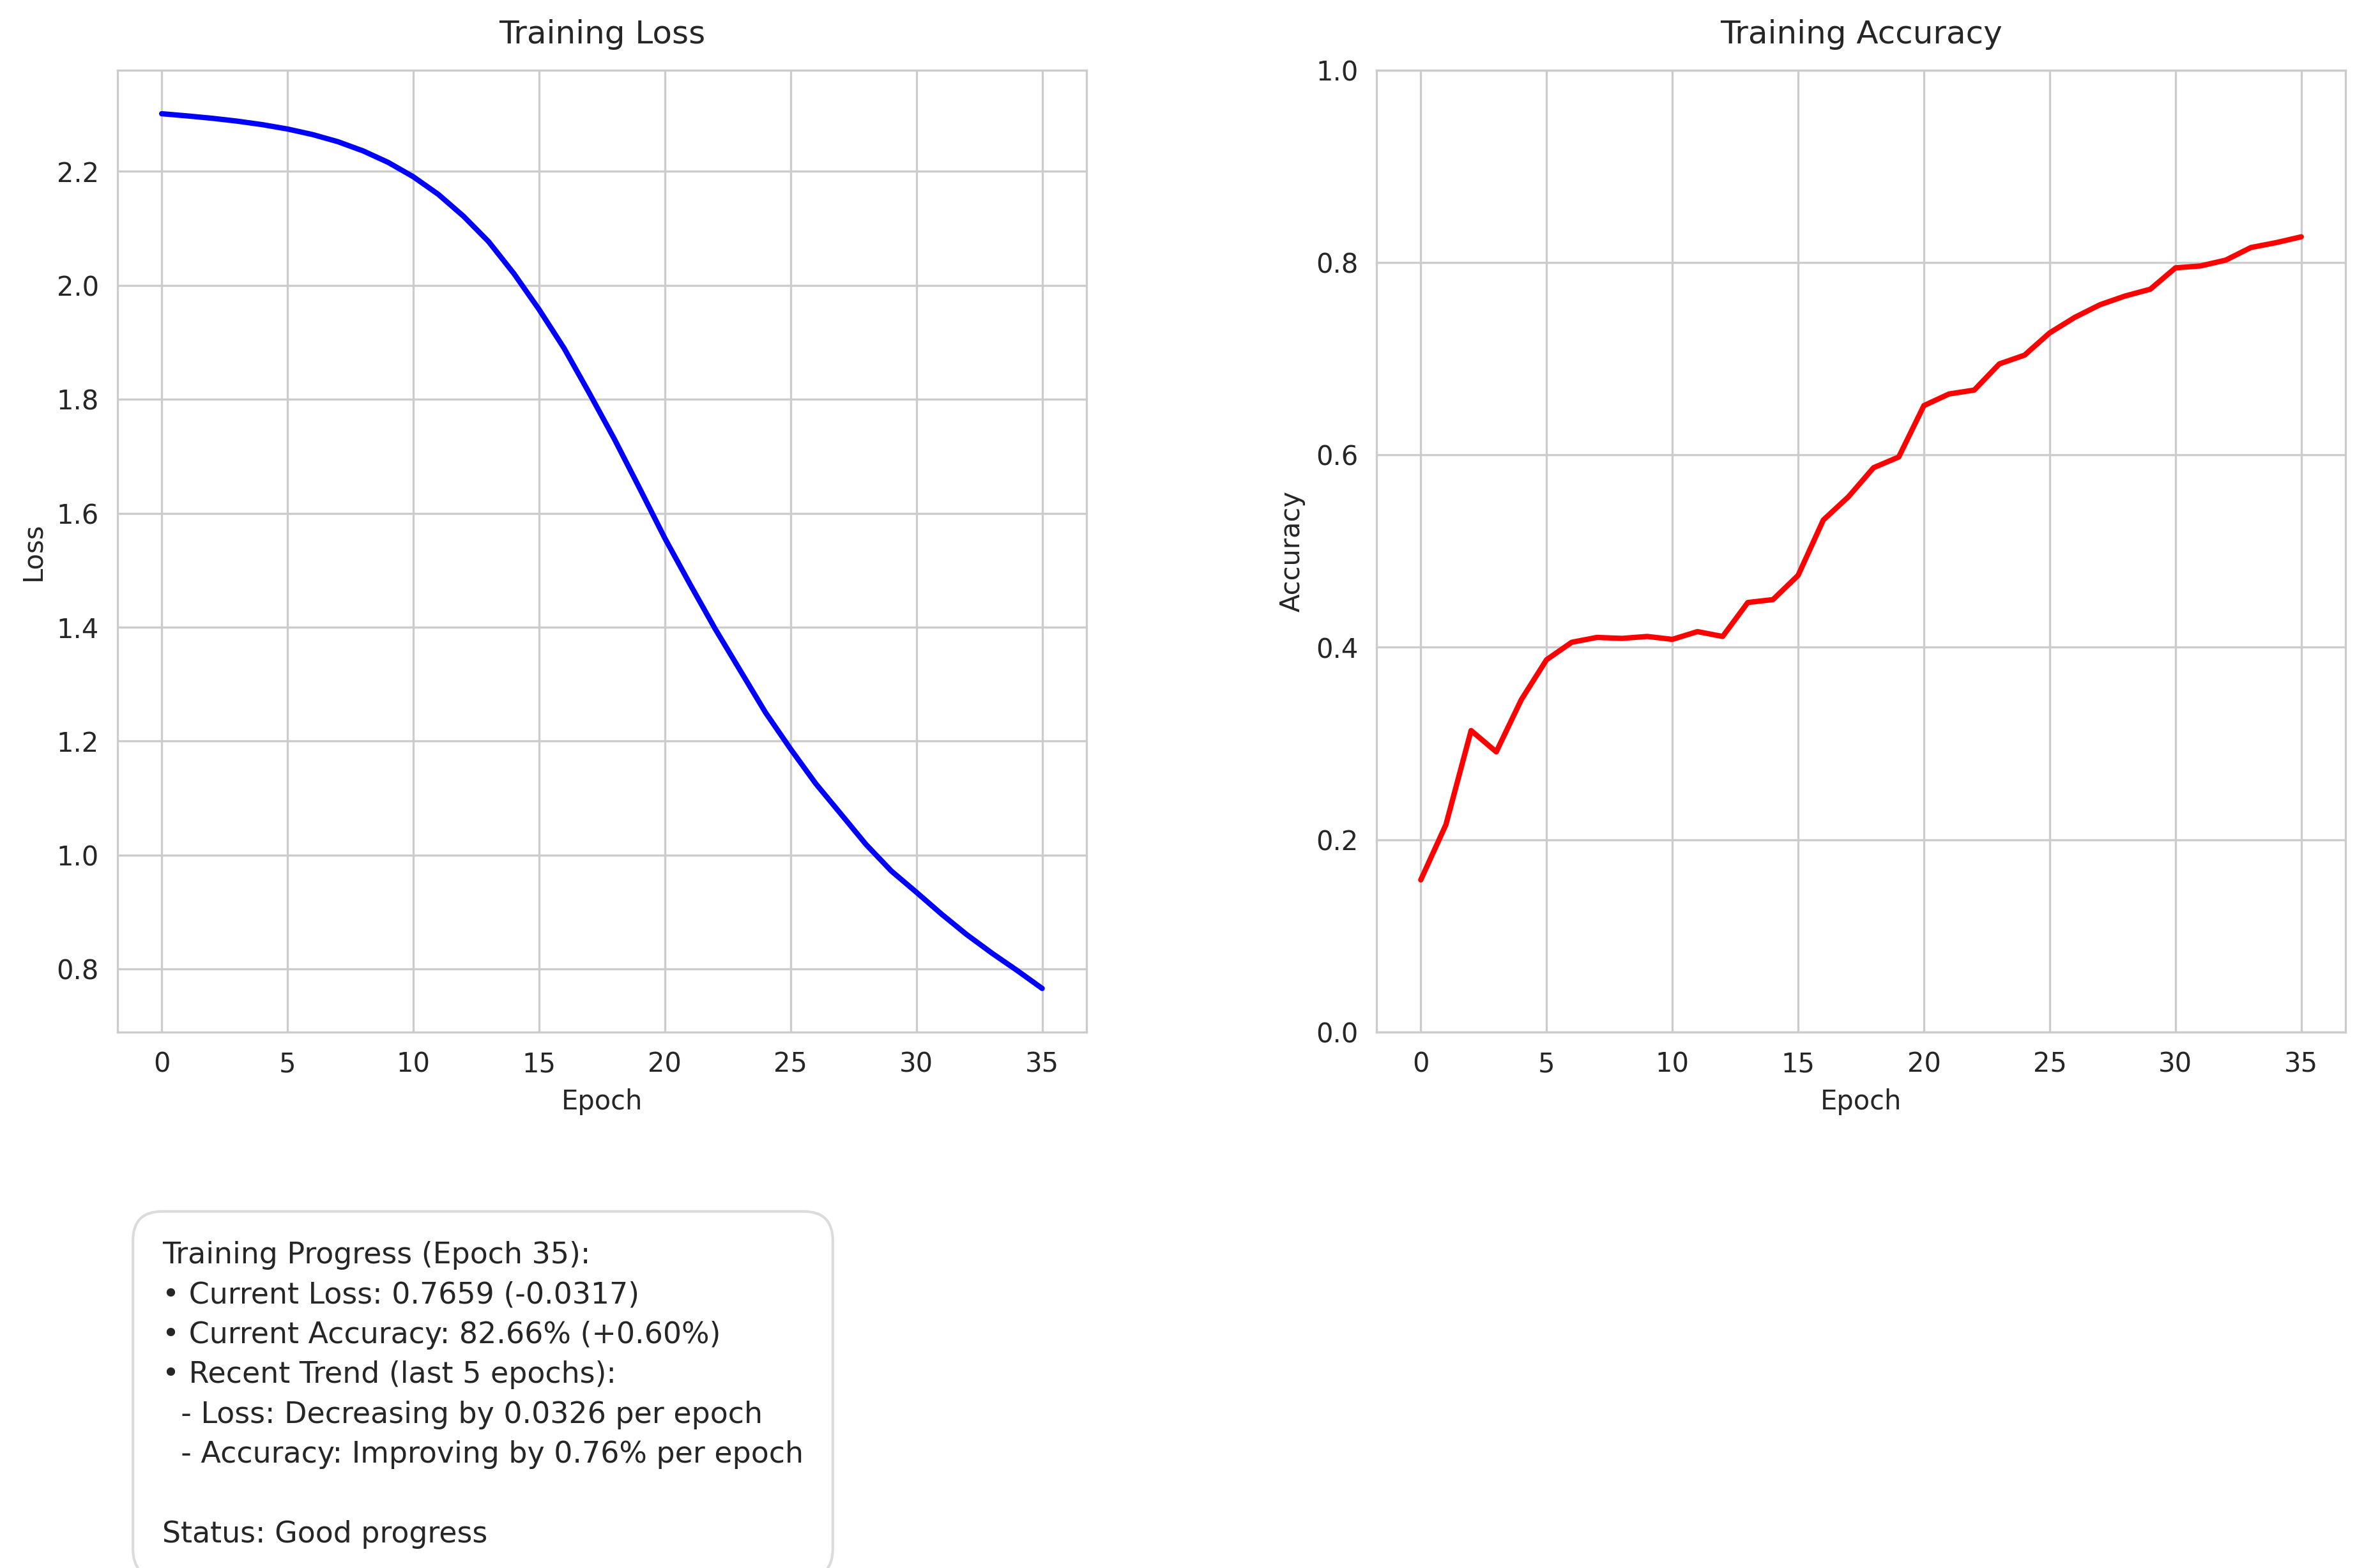 Training Loss
Training Accuracy
Loss
2.2
2.0
1.8
1.6
1.4
1.2
1.0
0.8
0 5 10 15 20 25 30 35
Epoch
Accuracy
1.0
0.8
0.6
0.4
0.2
0.0
0 5 10 15 20 25 30 35
Epoch
Training Progress (Epoch 35):
• Current Loss: 0.7659 (-0.0317)
• Current Accuracy: 82.66% (+0.60%)
• Recent Trend (last 5 epochs):
- Loss: Decreasing by 0.0326 per epoch
- Accuracy: Improving by 0.76% per epoch
Status: Good progress